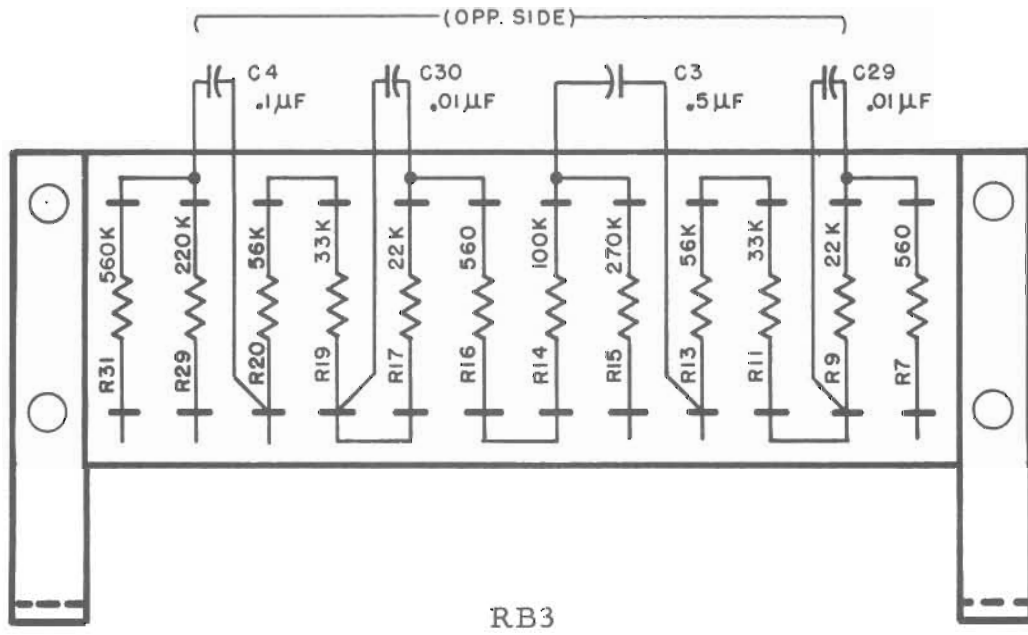 (OPP. SIDE)
C4
.1µF
C30
.01µF
C3
.5µF
C29
.01µF
560K
220K
56K
33K
22K
560
100K
270K
56K
33K
22K
560
R31
R29
R20
R19
R17
R16
R14
R15
R13
R11
R9
R7
RB3